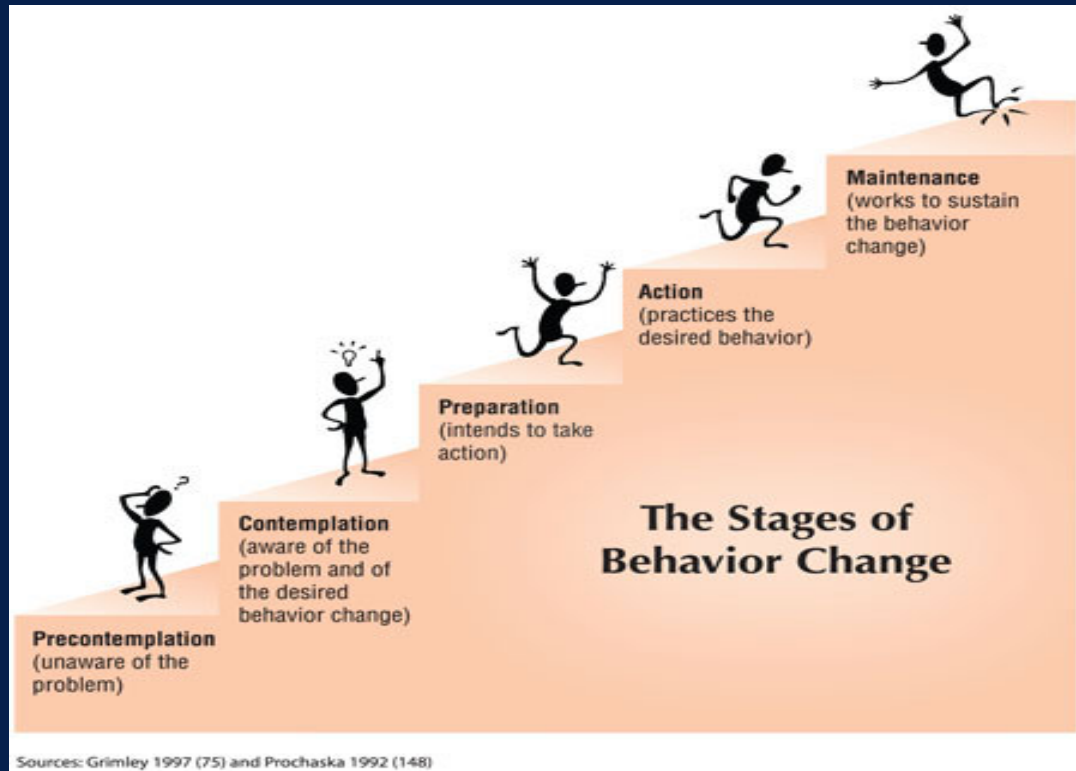 Maintenance
(works to sustain
the behavior
change)
Action
(practices the
desired behavior)
Preparation
(intends to take
action)
Contemplation
(aware of the
problem and of
the desired
behavior change)
Precontemplation
(unaware of the
problem)
The Stages of
Behavior Change
?
Sources: Grimley 1997 (75) and Prochaska 1992 (148)